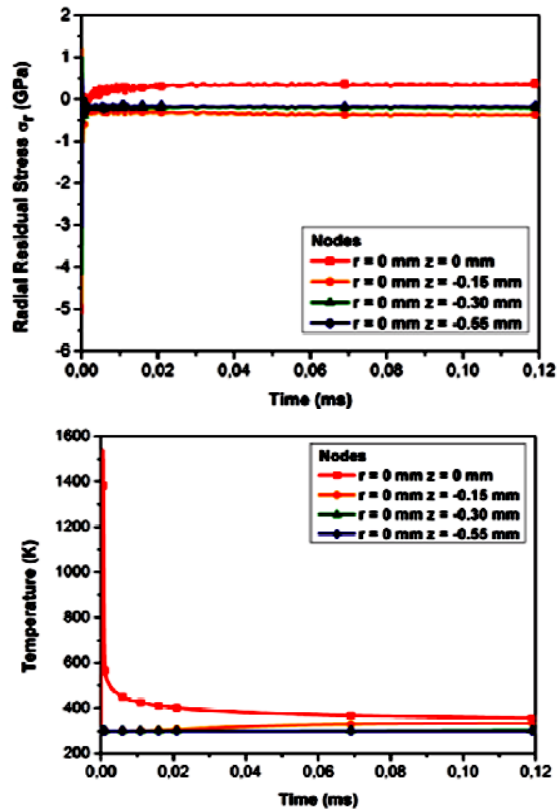 2
1
0
-1
-2
-3
-4
-5
-6
Radial Residual Stress σr (GPa)
Nodes
r = 0 mm z = 0 mm
r = 0 mm z = -0.15 mm
r = 0 mm z = -0.30 mm
r = 0 mm z = -0.55 mm
0,00 0,02 0,04 0,06 0,08 0,10 0,12
Time (ms)
1600
1400
1200
1000
800
600
400
200
Temperature (K)
Nodes
r = 0 mm z = 0 mm
r = 0 mm z = -0.15 mm
r = 0 mm z = -0.30 mm
r = 0 mm z = -0.55 mm
0,00 0,02 0,04 0,06 0,08 0,10 0,12
Time (ms)